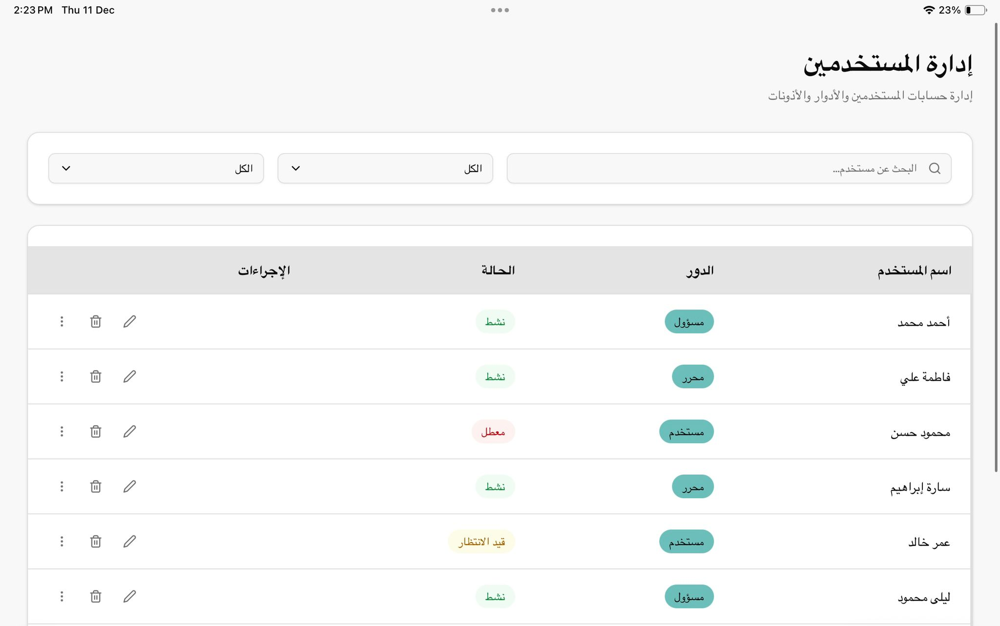 2:23 PM Thu 11 Dec 23%
إدارة المستخدمين
إدارة حسابات المستخدمين والأدوار والأذونات
البحث عن مستخدم... الكل الكل
اسم المستخدم الدور الحالة الإجراءات
أحمد محمد مسؤول نشط
فاطمة علي محرر نشط
محمود حسن مستخدم معطل
سارة إبراهيم محرر نشط
عمر خالد مستخدم قيد الانتظار
ليلى محمود مسؤول نشط